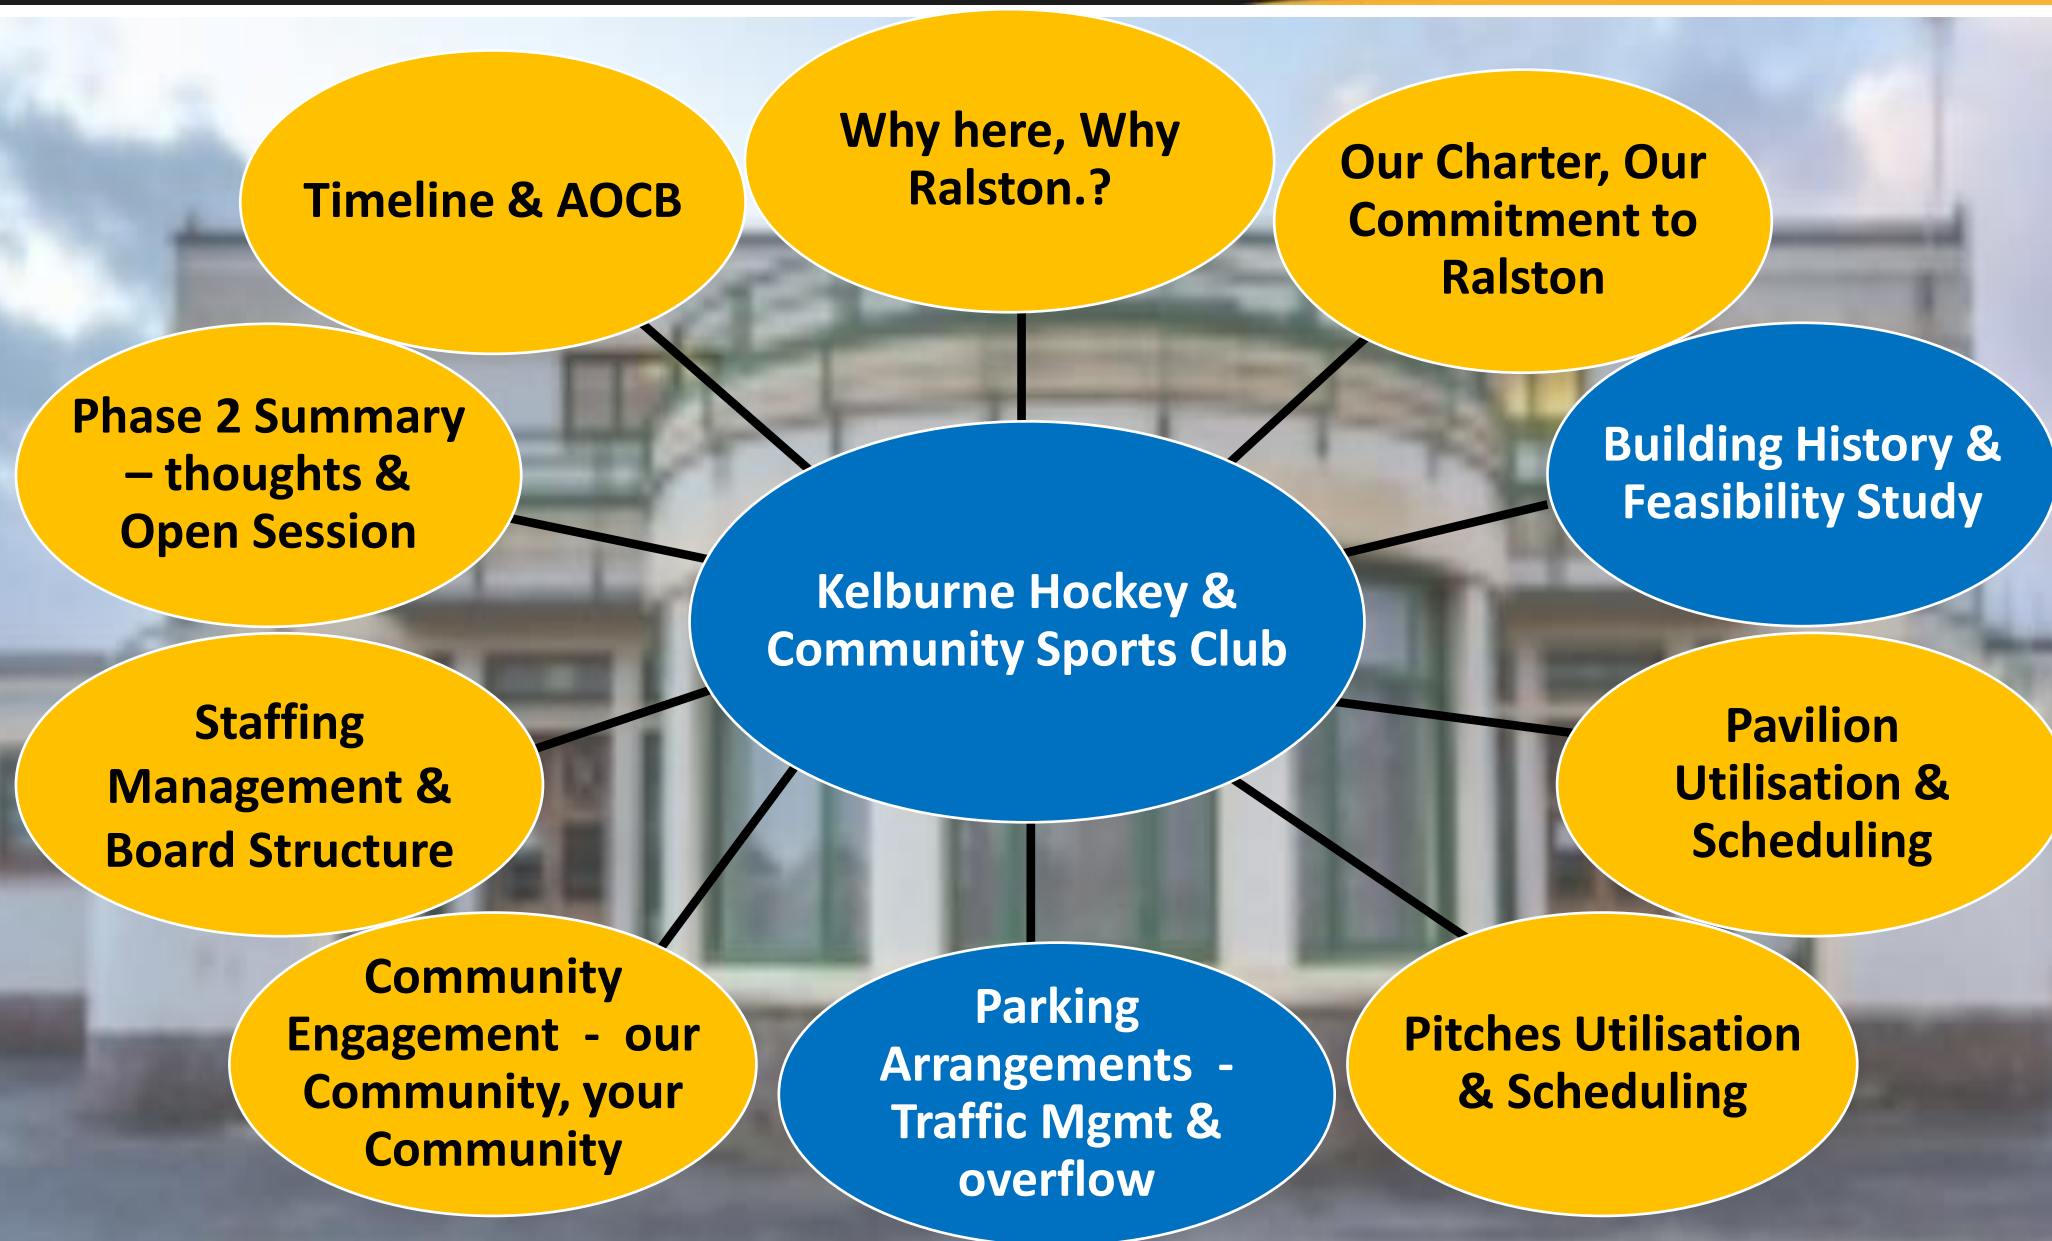 Why here, Why
Ralston.?
Our Charter, Our
Commitment to
Ralston
Building History &
Feasibility Study
Pavilion
Utilisation &
Scheduling
Pitches Utilisation
& Scheduling
Parking
Arrangements  -
Traffic Mgmt &
overflow
Community
Engagement  -  our
Community, your
Community
Staffing
Management &
Board Structure
Phase 2 Summary
– thoughts &
Open Session
Timeline & AOCB
Kelburne Hockey &
Community Sports Club